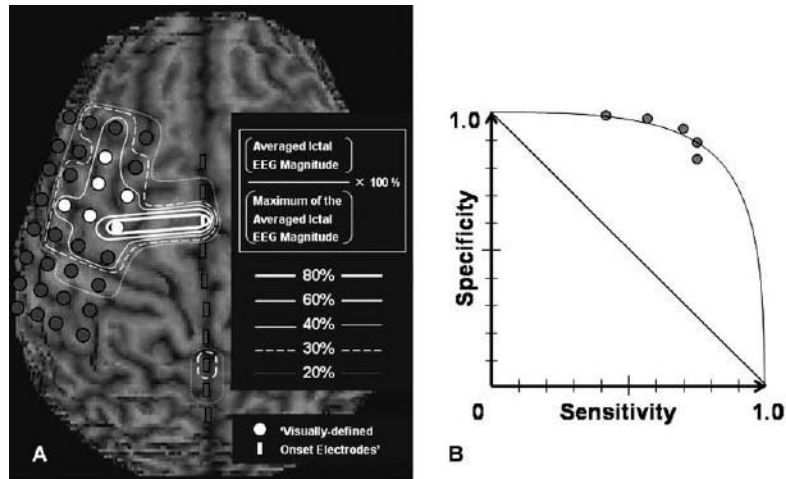 Averaged Ictal
EEG Magnitude
× 100 %
Maximum of the
Averaged Ictal
EEG Magnitude
80%
60%
40%
30%
20%
'Visually-defined
Onset Electrodes'
A
1.0
Specificity
0
Sensitivity
1.0
B